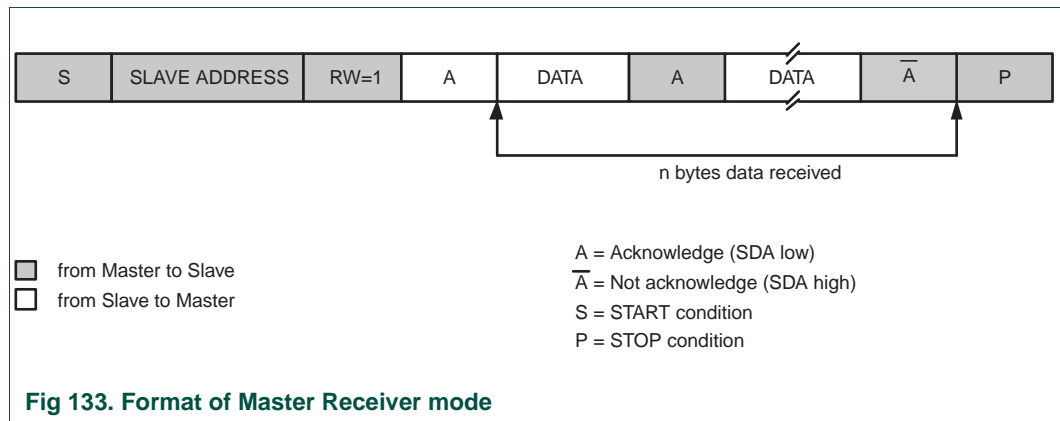 S SLAVE ADDRESS RW=1 A DATA A DATA A̅ P
n bytes data received
from Master to Slave
from Slave to Master
A = Acknowledge (SDA low)
A̅ = Not acknowledge (SDA high)
S = START condition
P = STOP condition
Fig 133. Format of Master Receiver mode